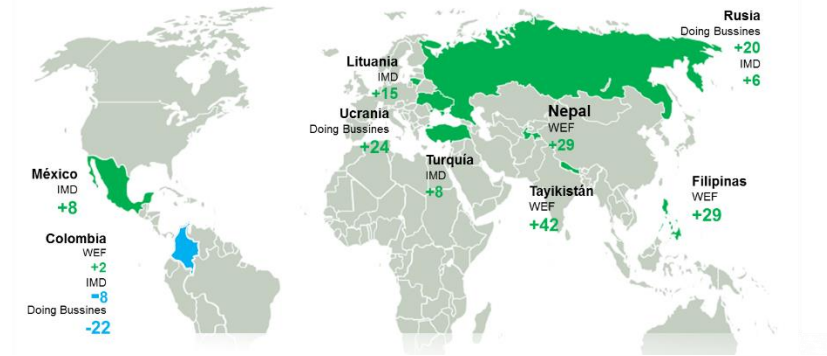 Rusia
Doing Bussines
+20
IMD
+6
Lituania
IMD
+15
Ucrania
Doing Bussines
+24
Nepal
WEF
+29
Turquía
IMD
+8
Tayikistán
WEF
+42
Filipinas
WEF
+29
México
IMD
+8
Colombia
WEF
+2
IMD
-8
Doing Bussines
-22